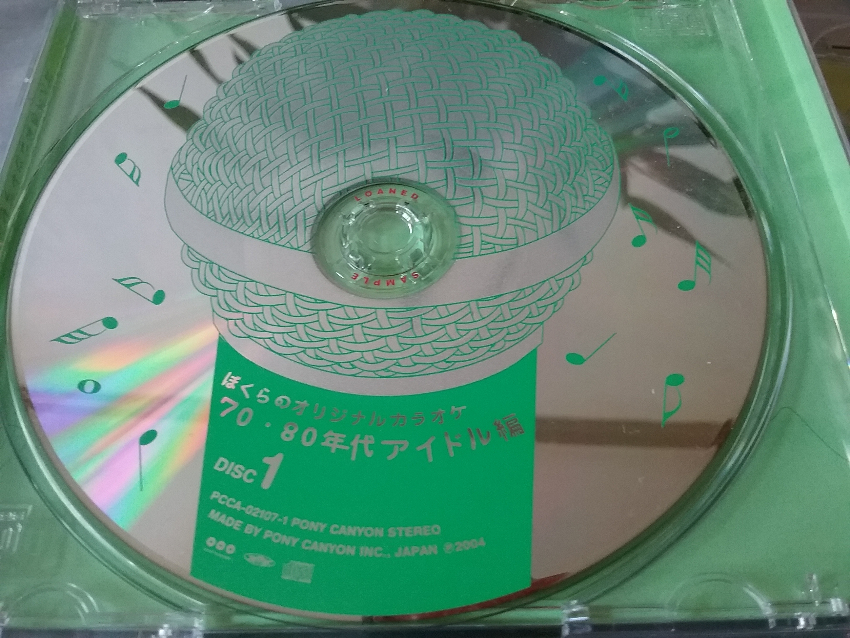 LOANED
SAMPLE
ぼくらのオリジナルカラオケ
70・80年代アイドル編
DISC 1
PCCA-02107-1 PONY CANYON STEREO
MADE BY PONY CANYON INC., JAPAN ℗2004